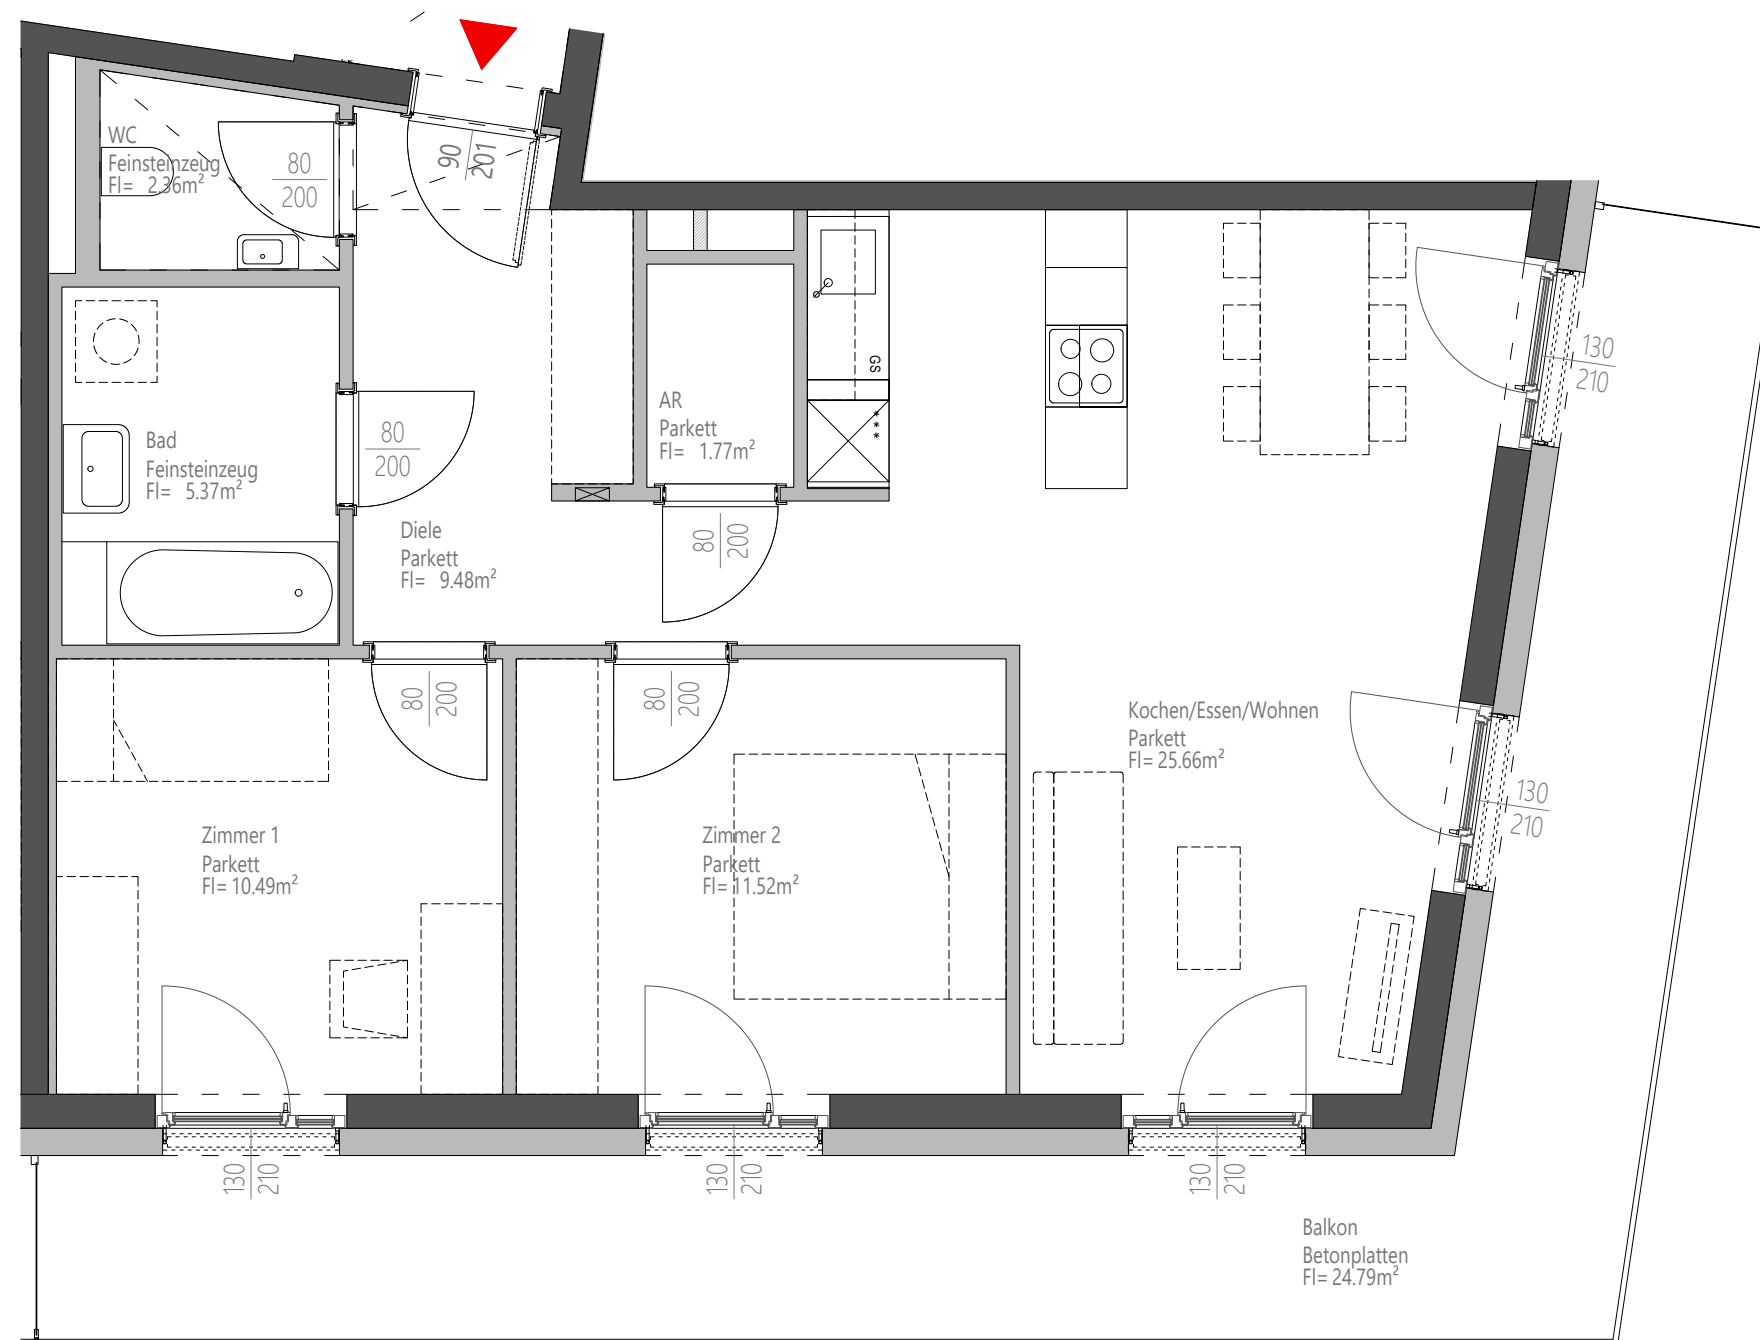 WC
Feinsteinzeug
Fl= 2.36m²
80
200
90
201
Bad
Feinsteinzeug
Fl= 5.37m²
80
200
Diele
Parkett
Fl= 9.48m²
AR
Parkett
Fl= 1.77m²
80
200
GS
***
130
210
80
200
80
200
Kochen/Essen/Wohnen
Parkett
Fl= 25.66m²
130
210
Zimmer 1
Parkett
Fl= 10.49m²
Zimmer 2
Parkett
Fl= 11.52m²
130
210
130
210
130
210
Balkon
Betonplatten
Fl= 24.79m²